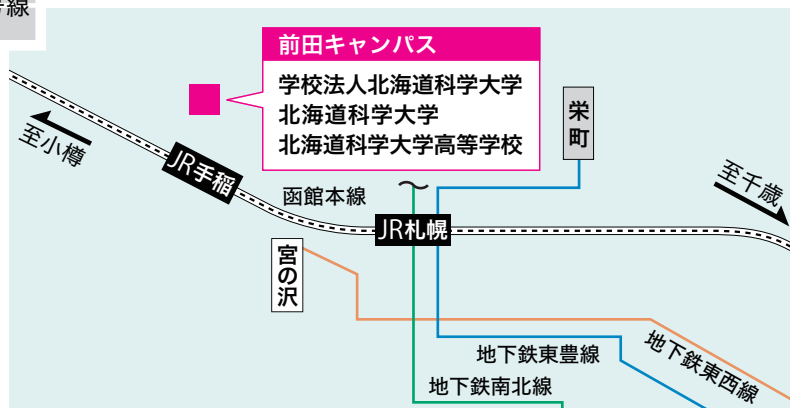 号線
前田キャンパス
学校法人北海道科学大学
北海道科学大学
北海道科学大学高等学校
栄町
至小樽
JR手稲
函館本線
至千歳
JR札幌
宮の沢
地下鉄東豊線
地下鉄東西線
地下鉄南北線